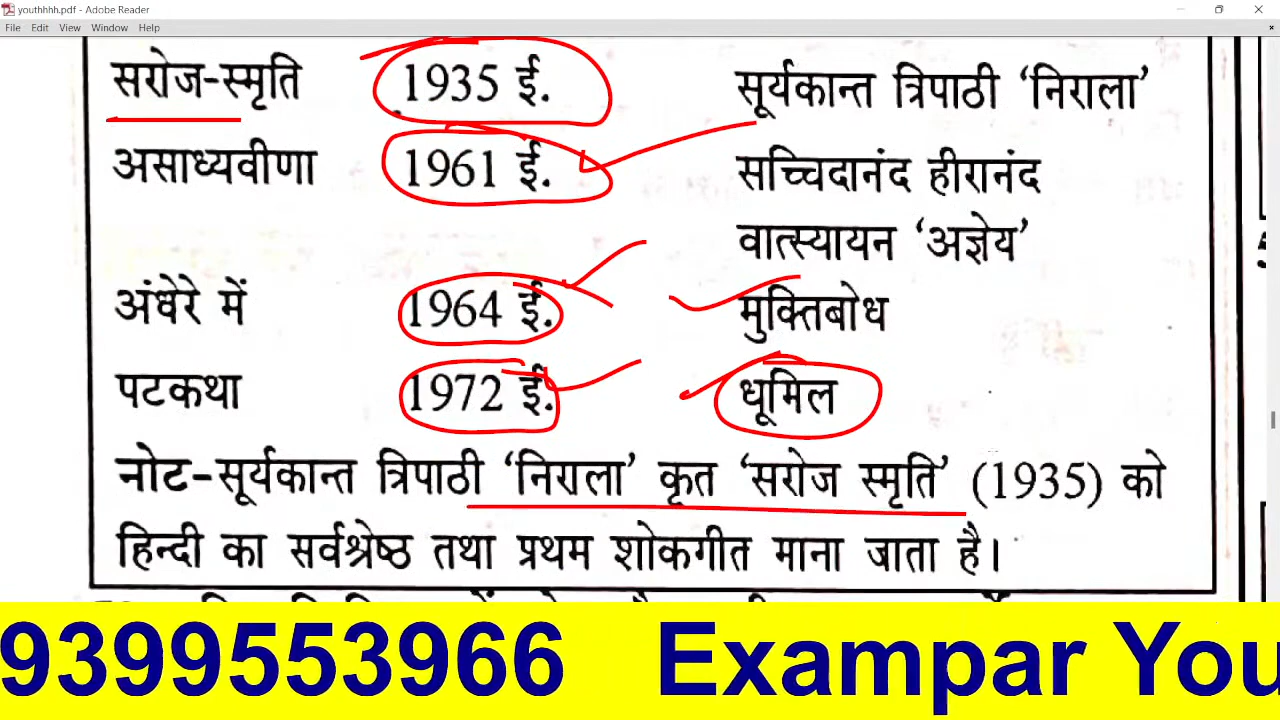 youthhhh.pdf - Adobe Reader
File Edit View Window Help
सरोज-स्मृति 1935 ई. सूर्यकान्त त्रिपाठी ‘निराला’
असाध्यवीणा 1961 ई. सच्चिदानंद हीरानंद
वात्स्यायन ‘अज्ञेय’
अंधेरे में 1964 ई. मुक्तिबोध
पटकथा 1972 ई. धूमिल
नोट-सूर्यकान्त त्रिपाठी ‘निराला’ कृत ‘सरोज स्मृति’ (1935) को
हिन्दी का सर्वश्रेष्ठ तथा प्रथम शोकगीत माना जाता है।
9399553966 Exampar You